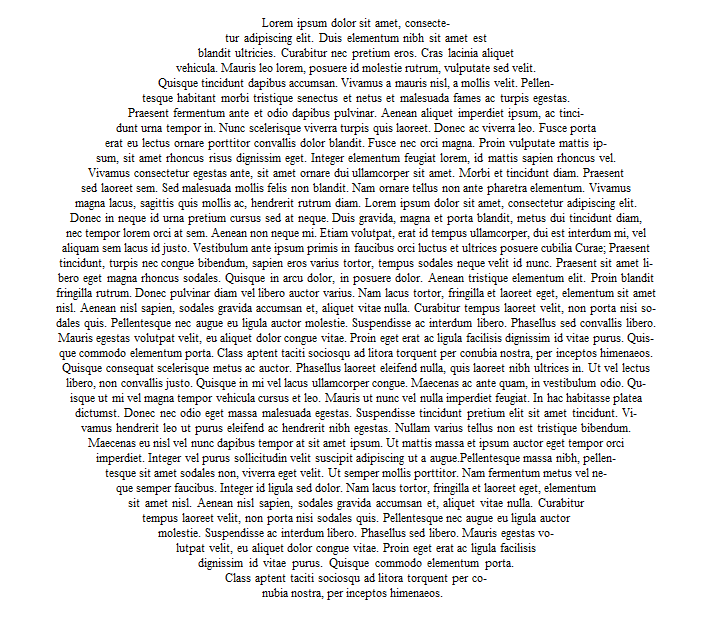 Lorem ipsum dolor sit amet, consecte-
tur adipiscing elit. Duis elementum nibh sit amet est
blandit ultricies. Curabitur nec pretium eros. Cras lacinia aliquet
vehicula. Mauris leo lorem, posuere id molestie rutrum, vulputate sed velit.
Quisque tincidunt dapibus accumsan. Vivamus a mauris nisl, a mollis velit. Pellen-
tesque habitant morbi tristique senectus et netus et malesuada fames ac turpis egestas.
Praesent fermentum ante et odio dapibus pulvinar. Aenean aliquet imperdiet ipsum, ac tinci-
dunt urna tempor in. Nunc scelerisque viverra turpis quis laoreet. Donec ac viverra leo. Fusce porta
erat eu lectus ornare porttitor convallis dolor blandit. Fusce nec orci magna. Proin vulputate mattis ip-
sum, sit amet rhoncus risus dignissim eget. Integer elementum feugiat lorem, id mattis sapien rhoncus vel.
Vivamus consectetur egestas ante, sit amet ornare dui ullamcorper sit amet. Morbi et tincidunt diam. Praesent
sed laoreet sem. Sed malesuada mollis felis non blandit. Nam ornare tellus non ante pharetra elementum. Vivamus
magna lacus, sagittis quis mollis ac, hendrerit rutrum diam. Lorem ipsum dolor sit amet, consectetur adipiscing elit.
Donec in neque id urna pretium cursus sed at neque. Duis gravida, magna et porta blandit, metus dui tincidunt diam,
nec tempor lorem orci at sem. Aenean non neque mi. Etiam volutpat, erat id tempus ullamcorper, dui est interdum mi, vel
aliquam sem lacus id justo. Vestibulum ante ipsum primis in faucibus orci luctus et ultrices posuere cubilia Curae; Praesent
tincidunt, turpis nec congue bibendum, sapien eros varius tortor, tempus sodales neque velit id nunc. Praesent sit amet li-
bero eget magna rhoncus sodales. Quisque in arcu dolor, in posuere dolor. Aenean tristique elementum elit. Proin blandit
fringilla rutrum. Donec pulvinar diam vel libero auctor varius. Nam lacus tortor, fringilla et laoreet eget, elementum sit amet
nisl. Aenean nisl sapien, sodales gravida accumsan et, aliquet vitae nulla. Curabitur tempus laoreet velit, non porta nisi so-
dales quis. Pellentesque nec augue eu ligula auctor molestie. Suspendisse ac interdum libero. Phasellus sed convallis libero.
Mauris egestas volutpat velit, eu aliquet dolor congue vitae. Proin eget erat ac ligula facilisis dignissim id vitae purus. Quis-
que commodo elementum porta. Class aptent taciti sociosqu ad litora torquent per conubia nostra, per inceptos himenaeos.
Quisque consequat scelerisque metus ac auctor. Phasellus laoreet eleifend nulla, quis laoreet nibh ultrices in. Ut vel lectus
libero, non convallis justo. Quisque in mi vel lacus ullamcorper congue. Maecenas ac ante quam, in vestibulum odio. Qu-
isque ut mi vel magna tempor vehicula cursus et leo. Mauris ut nunc vel nulla imperdiet feugiat. In hac habitasse platea
dictumst. Donec nec odio eget massa malesuada egestas. Suspendisse tincidunt pretium elit sit amet tincidunt. Vi-
vamus hendrerit leo ut purus eleifend ac hendrerit nibh egestas. Nullam varius tellus non est tristique bibendum.
Maecenas eu nisl vel nunc dapibus tempor at sit amet ipsum. Ut mattis massa et ipsum auctor eget tempor orci
imperdiet. Integer vel purus sollicitudin velit suscipit adipiscing ut a augue.Pellentesque massa nibh, pellen-
tesque sit amet sodales non, viverra eget velit. Ut semper mollis porttitor. Nam fermentum metus vel ne-
que semper faucibus. Integer id ligula sed dolor. Nam lacus tortor, fringilla et laoreet eget, elementum
sit amet nisl. Aenean nisl sapien, sodales gravida accumsan et, aliquet vitae nulla. Curabitur
tempus laoreet velit, non porta nisi sodales quis. Pellentesque nec augue eu ligula auctor
molestie. Suspendisse ac interdum libero. Phasellus sed libero. Mauris egestas vo-
lutpat velit, eu aliquet dolor congue vitae. Proin eget erat ac ligula facilisis
dignissim id vitae purus. Quisque commodo elementum porta.
Class aptent taciti sociosqu ad litora torquent per co-
nubia nostra, per inceptos himenaeos.